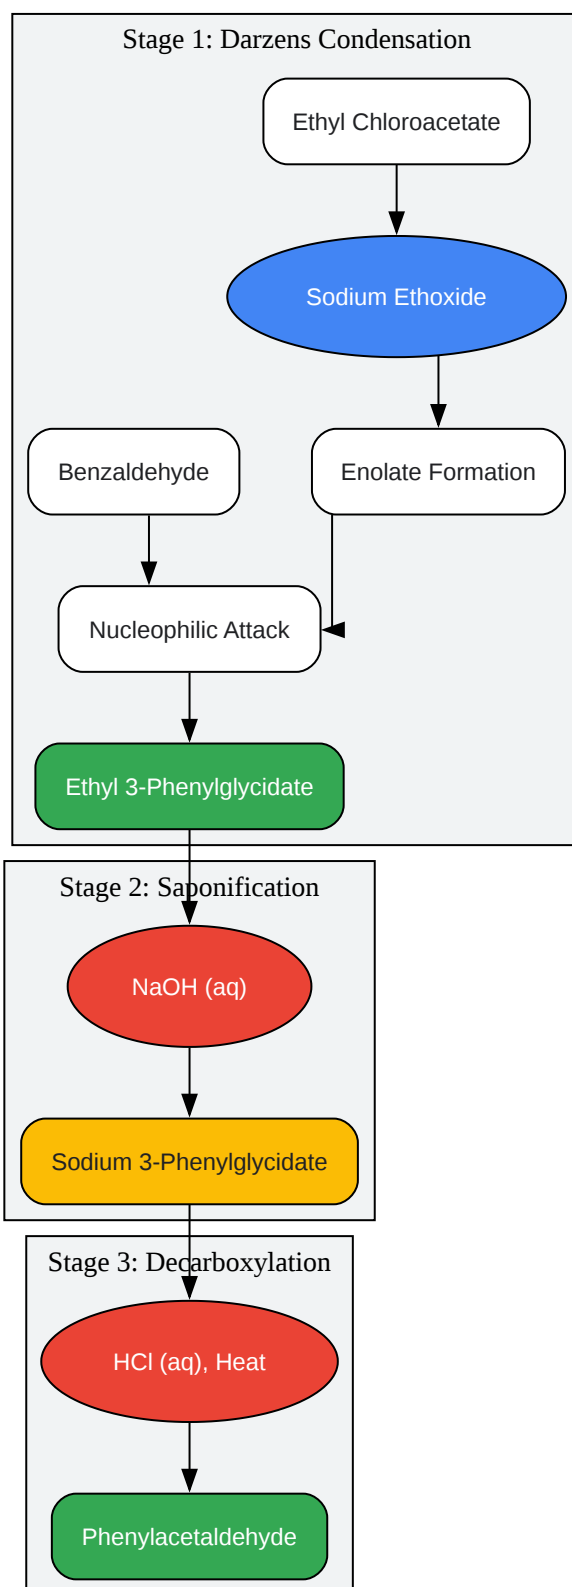 Stage 1: Darzens Condensation
Ethyl Chloroacetate
Sodium Ethoxide
Benzaldehyde
Enolate Formation
Nucleophilic Attack
Ethyl 3-Phenylglycidate
Stage 2: Saponification
NaOH (aq)
Sodium 3-Phenylglycidate
Stage 3: Decarboxylation
HCl (aq), Heat
Phenylacetaldehyde